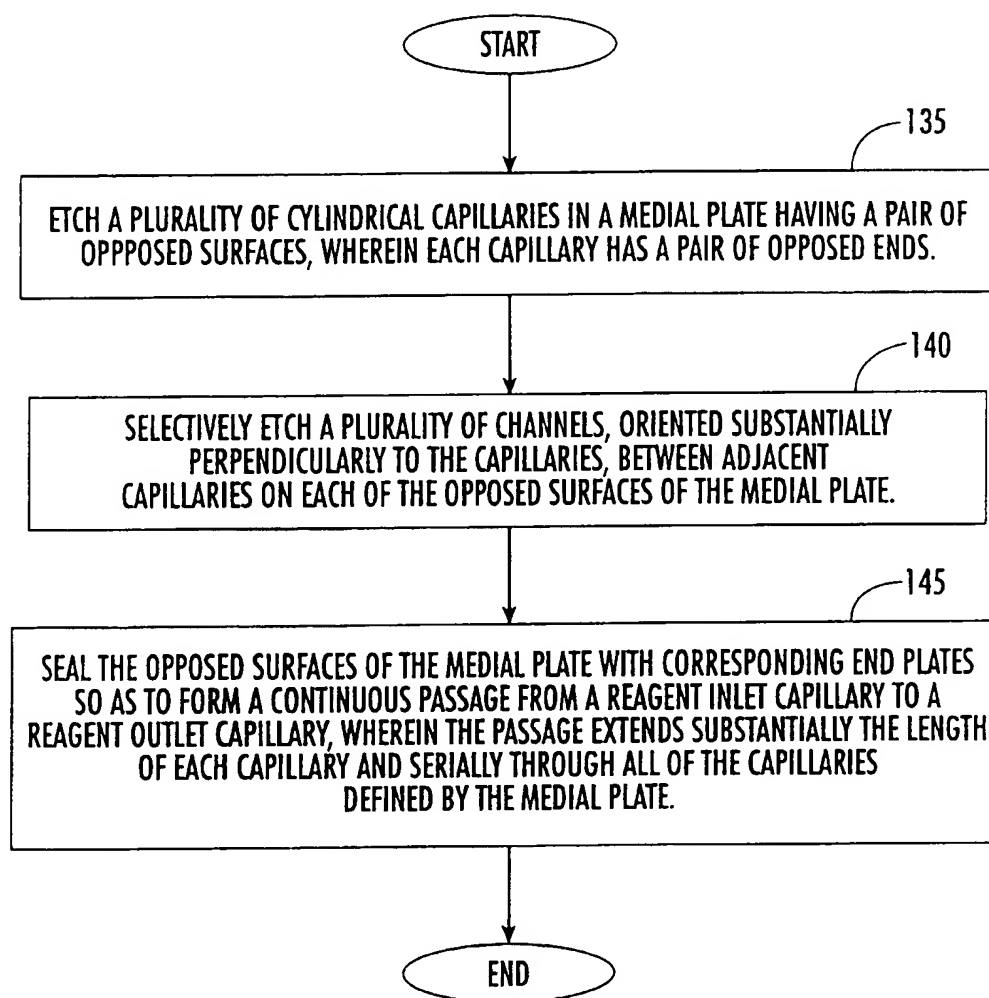 START
135
ETCH A PLURALITY OF CYLINDRICAL CAPILLARIES IN A MEDIAL PLATE HAVING A PAIR OF
OPPPOSED SURFACES, WHEREIN EACH CAPILLARY HAS A PAIR OF OPPOSED ENDS.
140
SELECTIVELY ETCH A PLURALITY OF CHANNELS, ORIENTED SUBSTANTIALLY
PERPENDICULARLY TO THE CAPILLARIES, BETWEEN ADJACENT
CAPILLARIES ON EACH OF THE OPPOSED SURFACES OF THE MEDIAL PLATE.
145
SEAL THE OPPOSED SURFACES OF THE MEDIAL PLATE WITH CORRESPONDING END PLATES
SO AS TO FORM A CONTINUOUS PASSAGE FROM A REAGENT INLET CAPILLARY TO A
REAGENT OUTLET CAPILLARY, WHEREIN THE PASSAGE EXTENDS SUBSTANTIALLY THE LENGTH
OF EACH CAPILLARY AND SERIALLY THROUGH ALL OF THE CAPILLARIES
DEFINED BY THE MEDIAL PLATE.
END